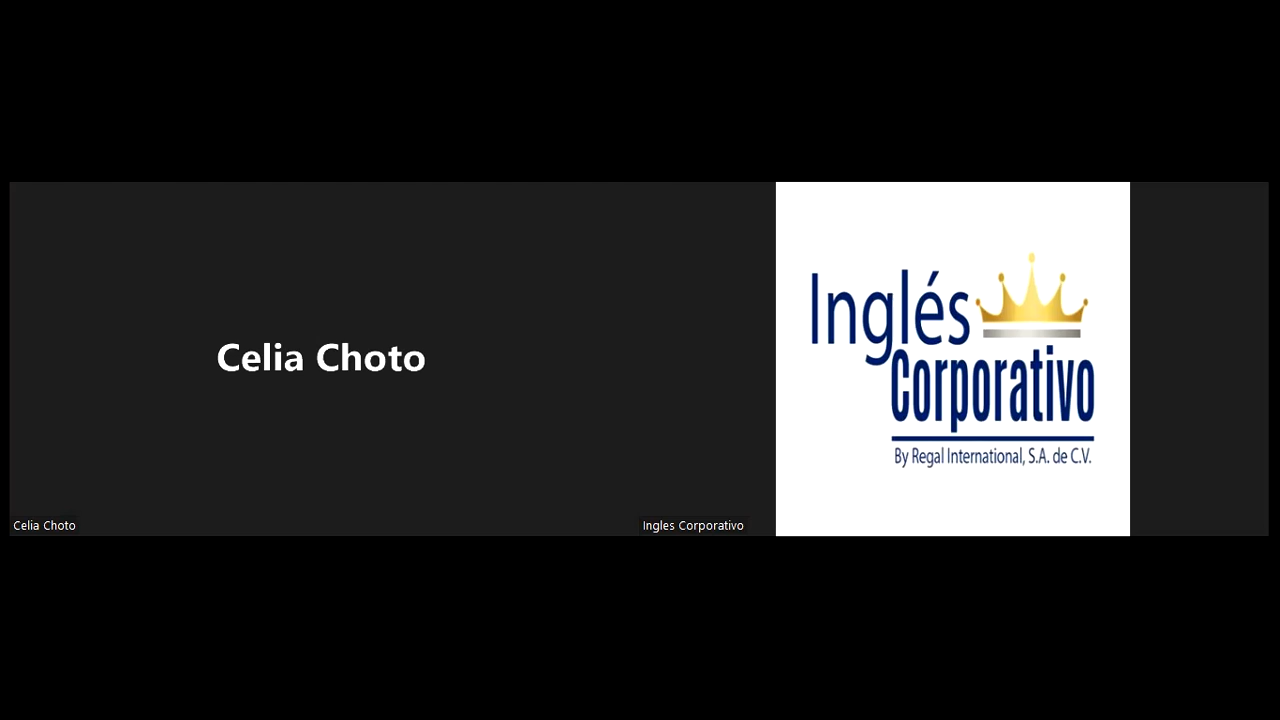 Celia Choto
Inglés
Corporativo
By Regal International, S.A. de C.V.
Celia Choto
Ingles Corporativo